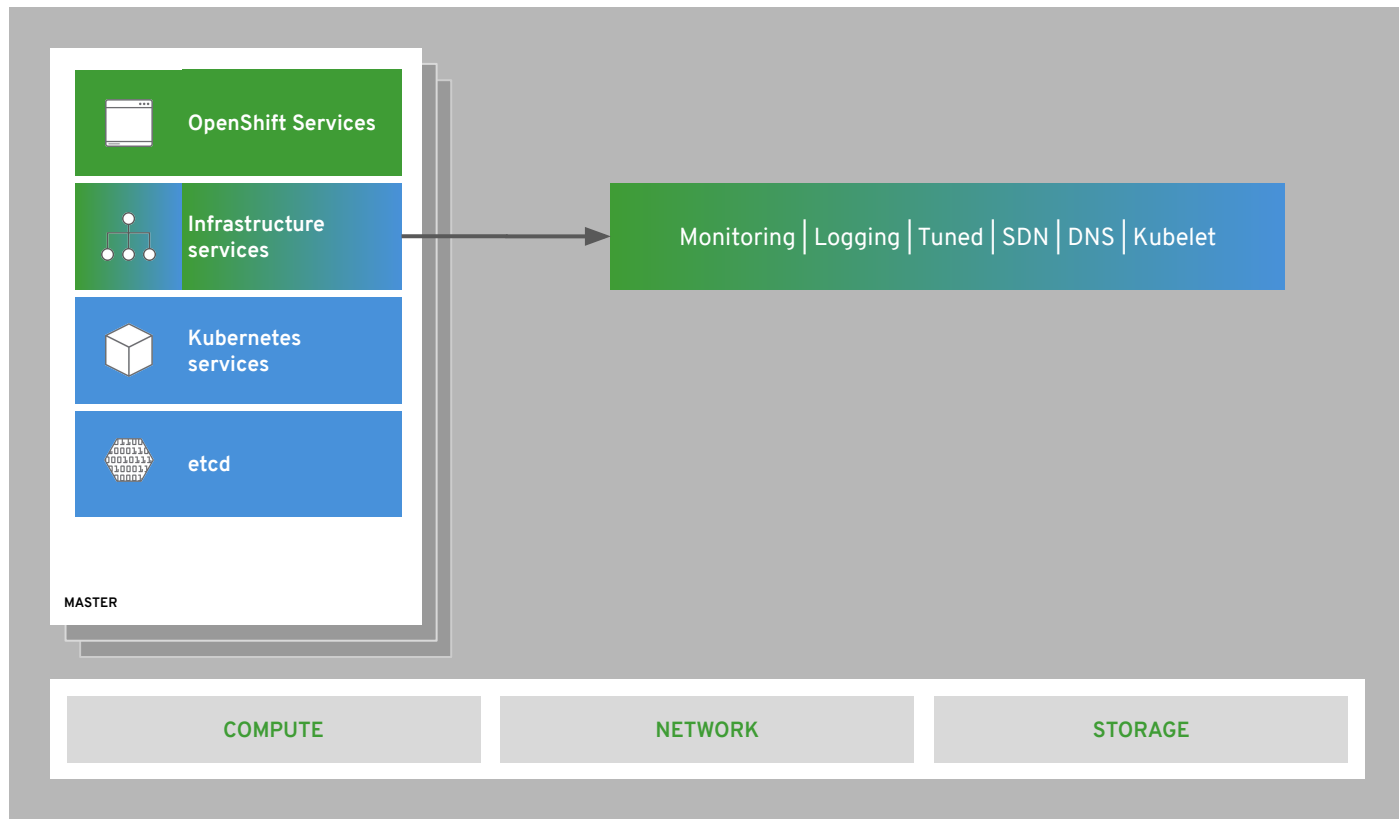 OpenShift Services
Infrastructure
services
Monitoring | Logging | Tuned | SDN | DNS | Kubelet
Kubernetes
services
etcd
MASTER
COMPUTE
NETWORK
STORAGE